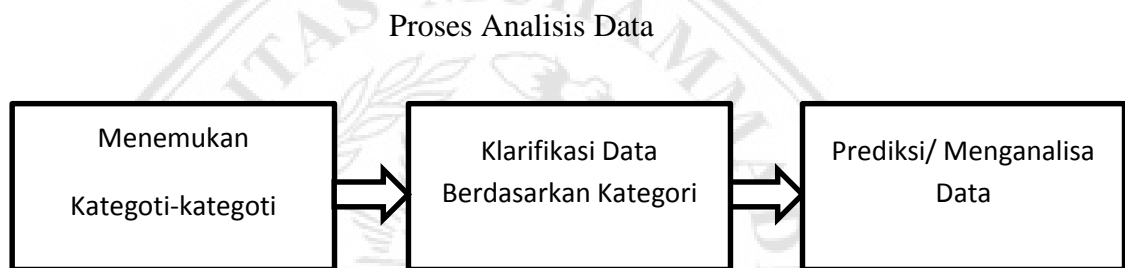 Proses Analisis Data
Menemukan
Kategoti-kategoti
Klarifikasi Data
Berdasarkan Kategori
Prediksi/ Menganalisa
Data